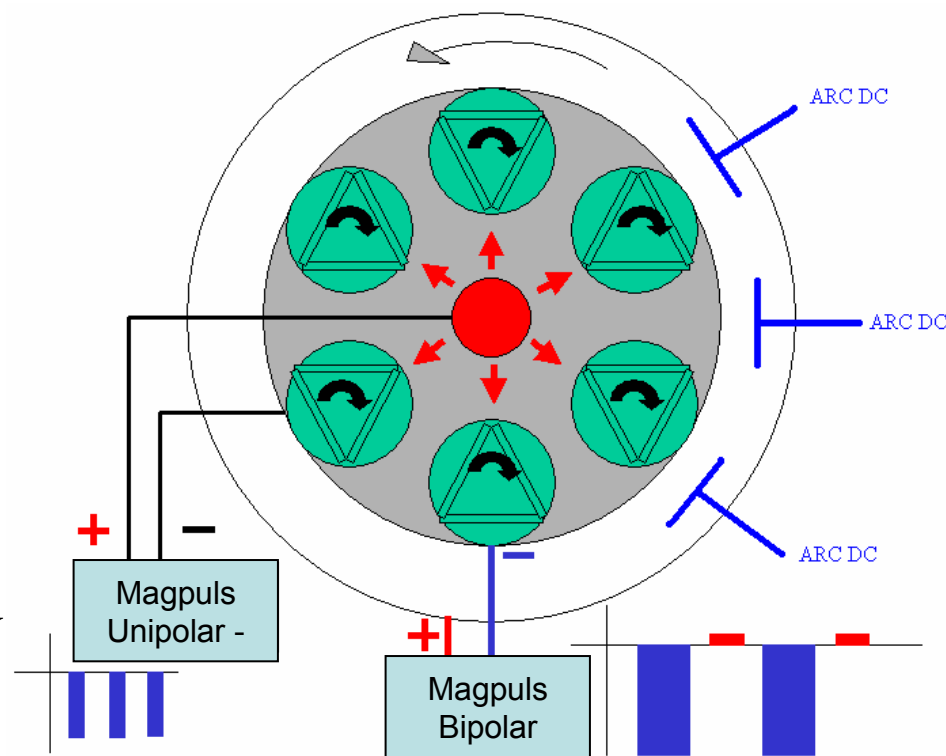 ARC DC
ARC DC
ARC DC
+ −
Magpuls
Unipolar -
−
+
Magpuls
Bipolar